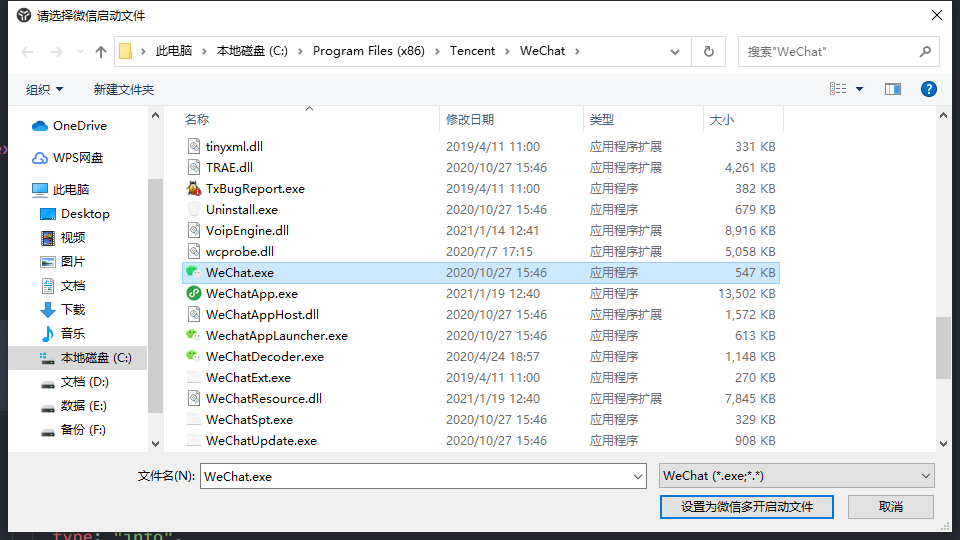 请选择微信启动文件
此电脑 > 本地磁盘 (C:) > Program Files (x86) > Tencent > WeChat >
搜索"WeChat"
组织 新建文件夹
OneDrive
WPS网盘
此电脑
Desktop
视频
图片
文档
下载
音乐
本地磁盘 (C:)
文档 (D:)
数据 (E:)
备份 (F:)
名称 修改日期 类型 大小
tinyxml.dll 2019/4/11 11:00 应用程序扩展 331 KB
TRAE.dll 2020/10/27 15:46 应用程序扩展 4,261 KB
TxBugReport.exe 2019/4/11 11:00 应用程序 382 KB
Uninstall.exe 2020/10/27 15:46 应用程序 679 KB
VoipEngine.dll 2021/1/14 12:41 应用程序扩展 8,916 KB
wcprobe.dll 2020/7/7 17:15 应用程序扩展 5,058 KB
WeChat.exe 2020/10/27 15:46 应用程序 547 KB
WeChatApp.exe 2021/1/19 12:40 应用程序 13,502 KB
WeChatAppHost.dll 2020/10/27 15:46 应用程序扩展 1,572 KB
WechatAppLauncher.exe 2020/10/27 15:46 应用程序 613 KB
WeChatDecoder.exe 2020/4/24 18:57 应用程序 1,148 KB
WeChatExt.exe 2019/4/11 11:00 应用程序 270 KB
WeChatResource.dll 2021/1/19 12:40 应用程序扩展 7,845 KB
WeChatSpt.exe 2020/10/27 15:46 应用程序 329 KB
WeChatUpdate.exe 2020/10/27 15:46 应用程序 908 KB
文件名(N): WeChat.exe WeChat (*.exe;*.*)
设置为微信多开启动文件 取消
type: "info",